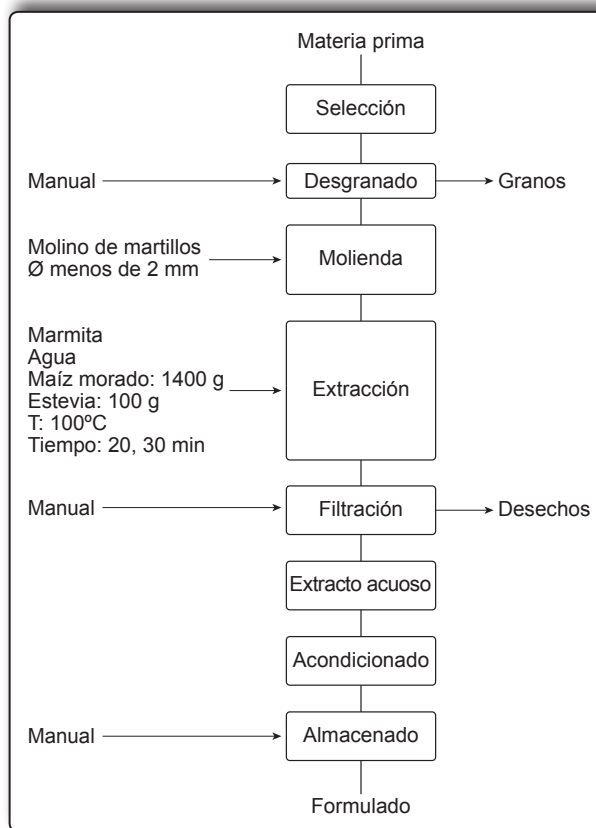 Materia prima
Selección
Manual
Desgranado
Granos
Molino de martillos
Ø menos de 2 mm
Molienda
Marmita
Agua
Maíz morado: 1400 g
Estevia: 100 g
T: 100ºC
Tiempo: 20, 30 min
Extracción
Manual
Filtración
Desechos
Extracto acuoso
Acondicionado
Manual
Almacenado
Formulado